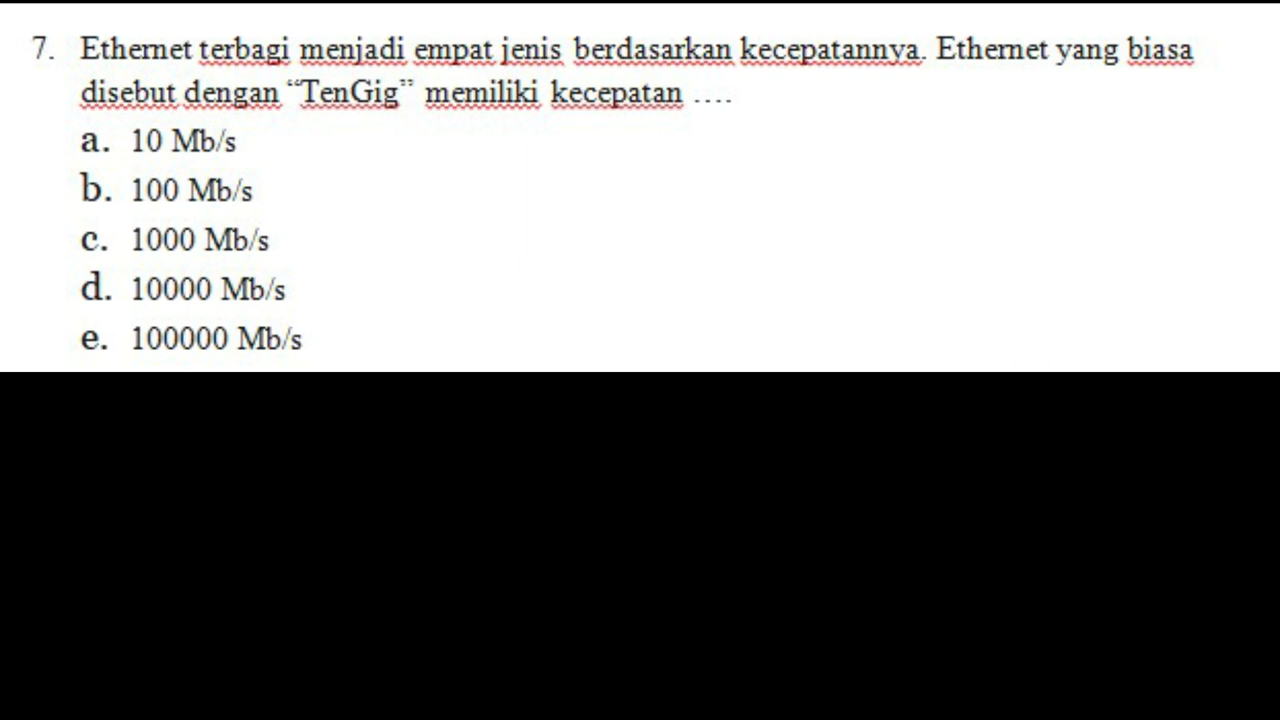 7. Ethernet terbagi menjadi empat jenis berdasarkan kecepatannya. Ethernet yang biasa
disebut dengan “TenGig” memiliki kecepatan ....
a. 10 Mb/s
b. 100 Mb/s
c. 1000 Mb/s
d. 10000 Mb/s
e. 100000 Mb/s